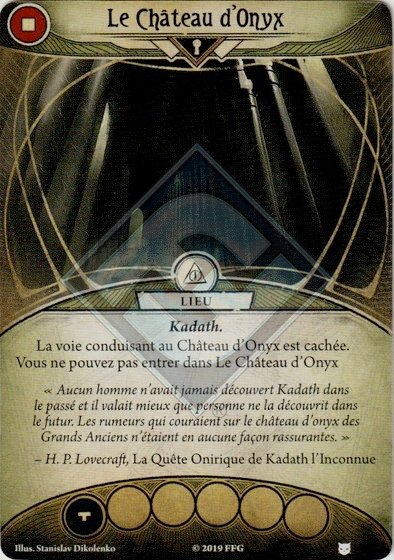 Le Château d'Onyx
LIEU
Kadath.
La voie conduisant au Château d'Onyx est cachée.
Vous ne pouvez pas entrer dans Le Château d'Onyx
« Aucun homme n'avait jamais découvert Kadath dans
le passé et il valait mieux que personne ne la découvrit dans
le futur. Les rumeurs qui couraient sur le château d'onyx des
Grands Anciens n'étaient en aucune façon rassurantes. »
– H. P. Lovecraft, La Quête Onirique de Kadath l'Inconnue
Illus. Stanislav Dikolenko
© 2019 FFG